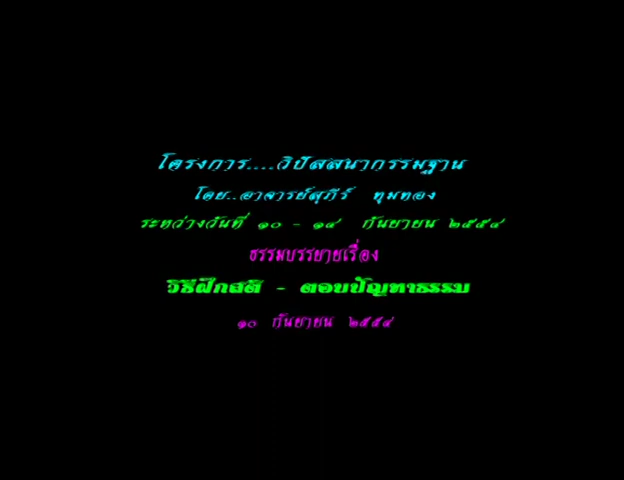 โครงการ....วิปัสสนากรรมฐาน
โดย..อาจารย์สุภีร์ ทุมทอง
ระหว่างวันที่ ๑๐ - ๑๔ กันยายน ๒๕๕๔
ธรรมบรรยายเรื่อง
วิธีฝึกสติ - ตอบปัญหาธรรม
๑๐ กันยายน ๒๕๕๔